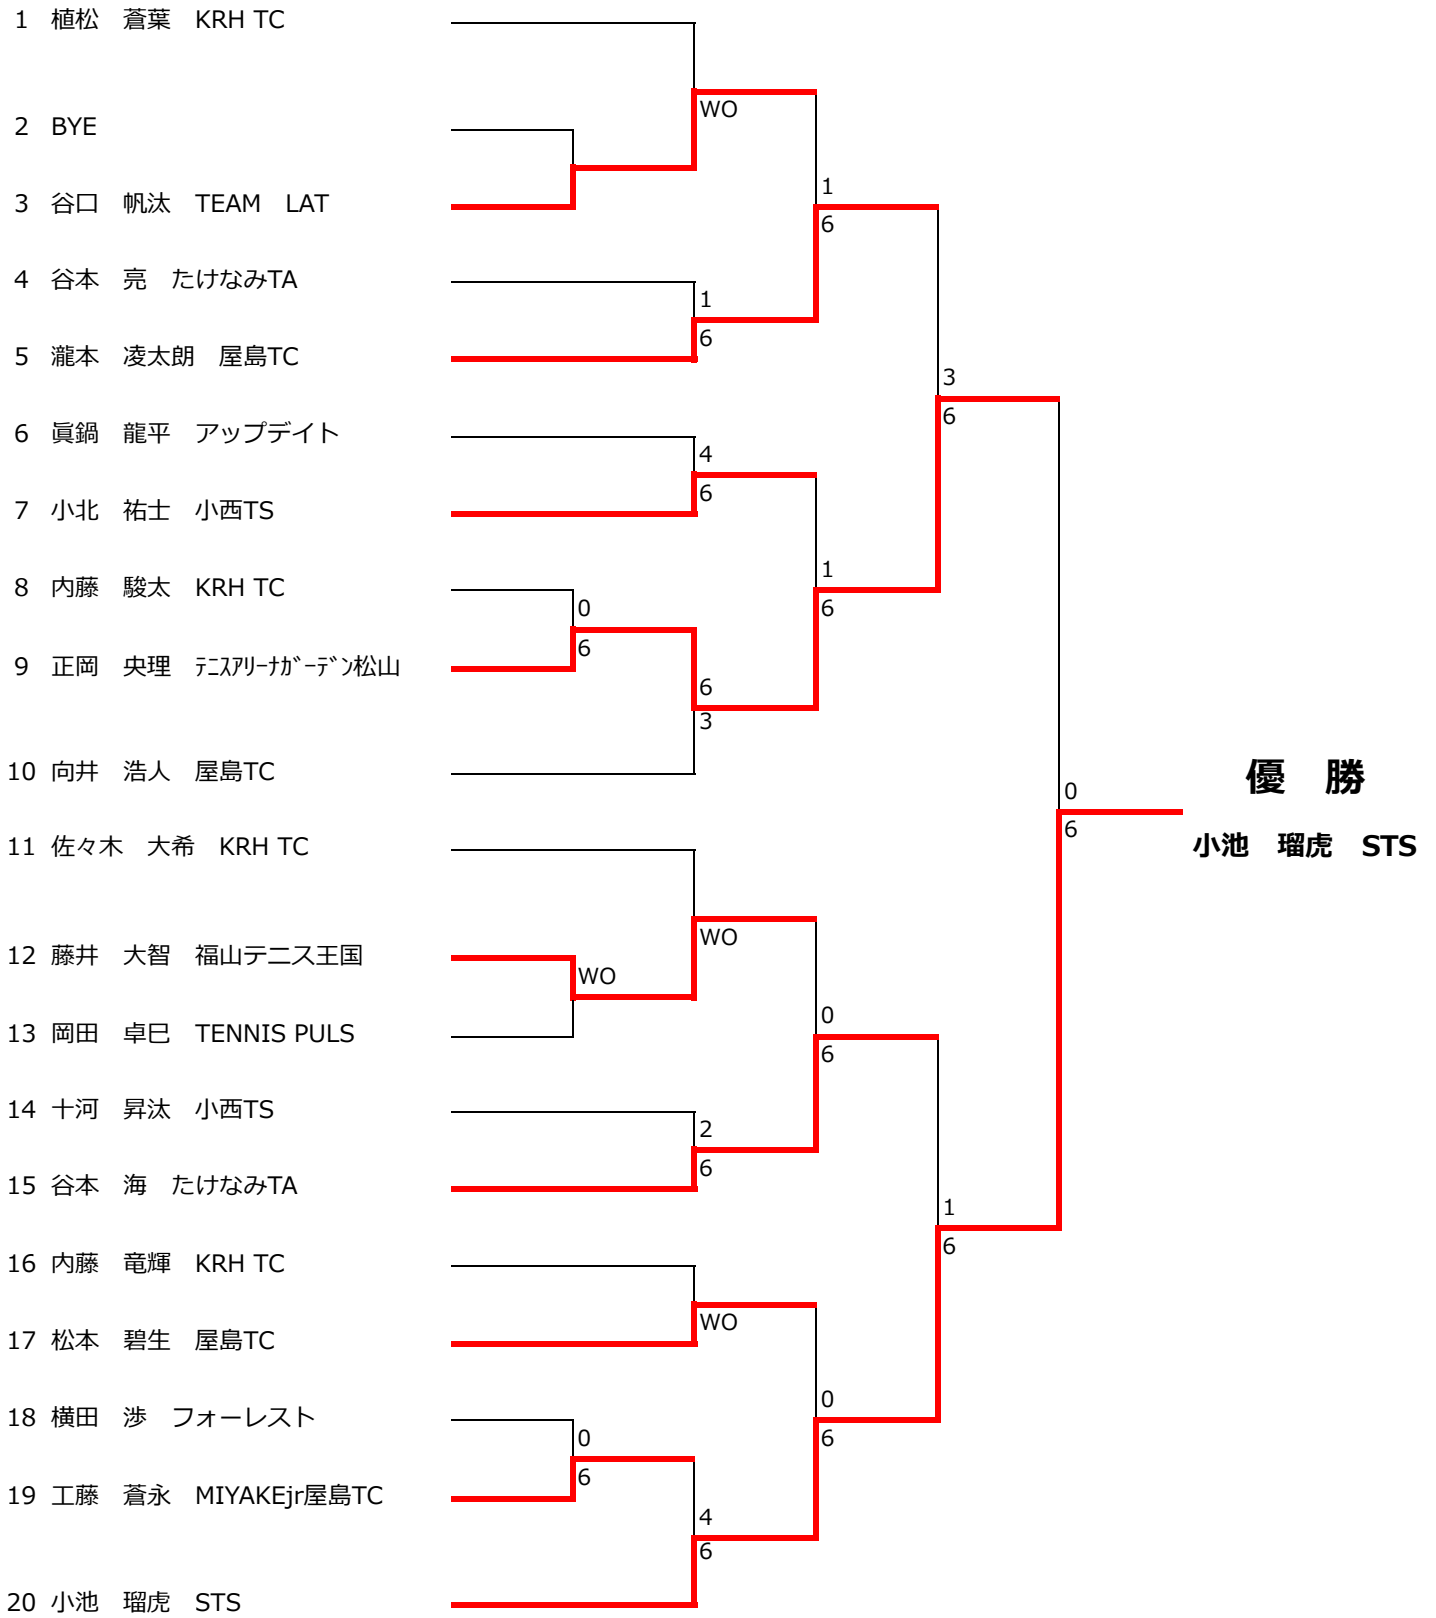 1 植松　蒼葉　KRH TC
WO
2 BYE
3 谷口　帆汰　TEAM　LAT
1
6
4 谷本　亮　たけなみTA
1
6
5 瀧本　凌太朗　屋島TC
3
6
6 眞鍋　龍平　アップデイト
4
6
7 小北　祐士　小西TS
8 内藤　駿太　KRH TC
0
6
1
6
9 正岡　央理　ﾃﾆｽｱﾘｰﾅｶﾞｰﾃﾞﾝ松山
6
3
10 向井　浩人　屋島TC
優　勝
0
6
小池　瑠虎　STS
11 佐々木　大希　KRH TC
WO
12 藤井　大智　福山テニス王国
WO
13 岡田　卓巳　TENNIS PULS
0
6
14 十河　昇汰　小西TS
2
6
15 谷本　海　たけなみTA
1
6
16 内藤　竜輝　KRH TC
WO
17 松本　碧生　屋島TC
18 横田　渉　フォーレスト
0
6
0
6
19 工藤　蒼永　MIYAKEjr屋島TC
4
6
20 小池　瑠虎　STS